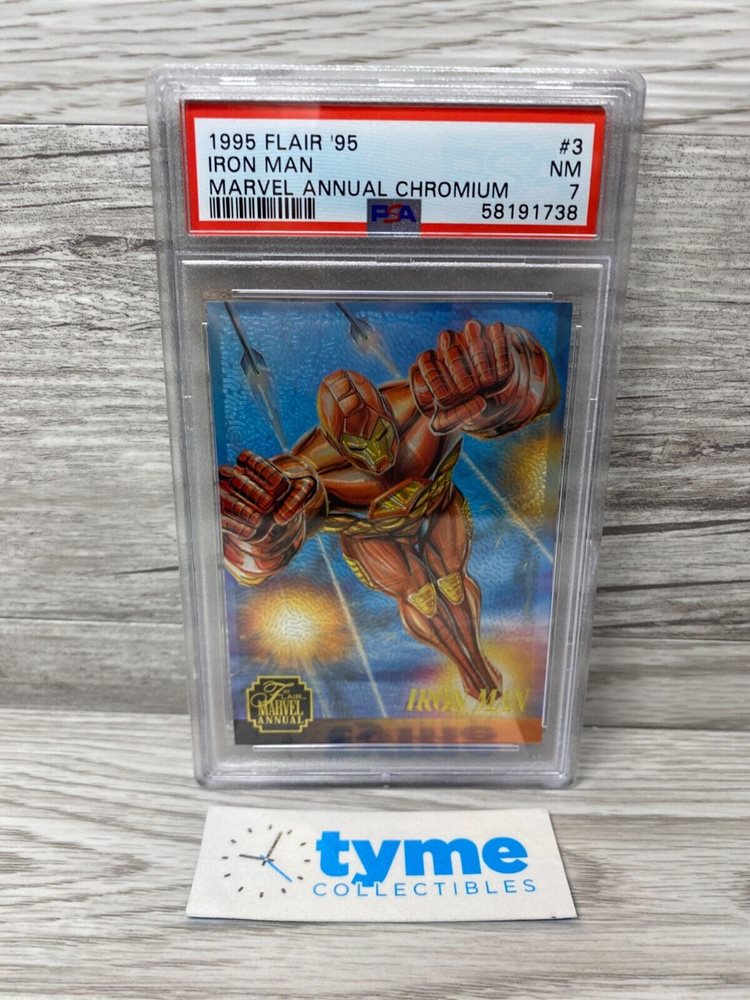 1995 FLAIR '95 #3
IRON MAN NM
MARVEL ANNUAL CHROMIUM 7
PSA 58191738
FLAIR
MARVEL
ANNUAL
IRON MAN
tyme
COLLECTIBLES